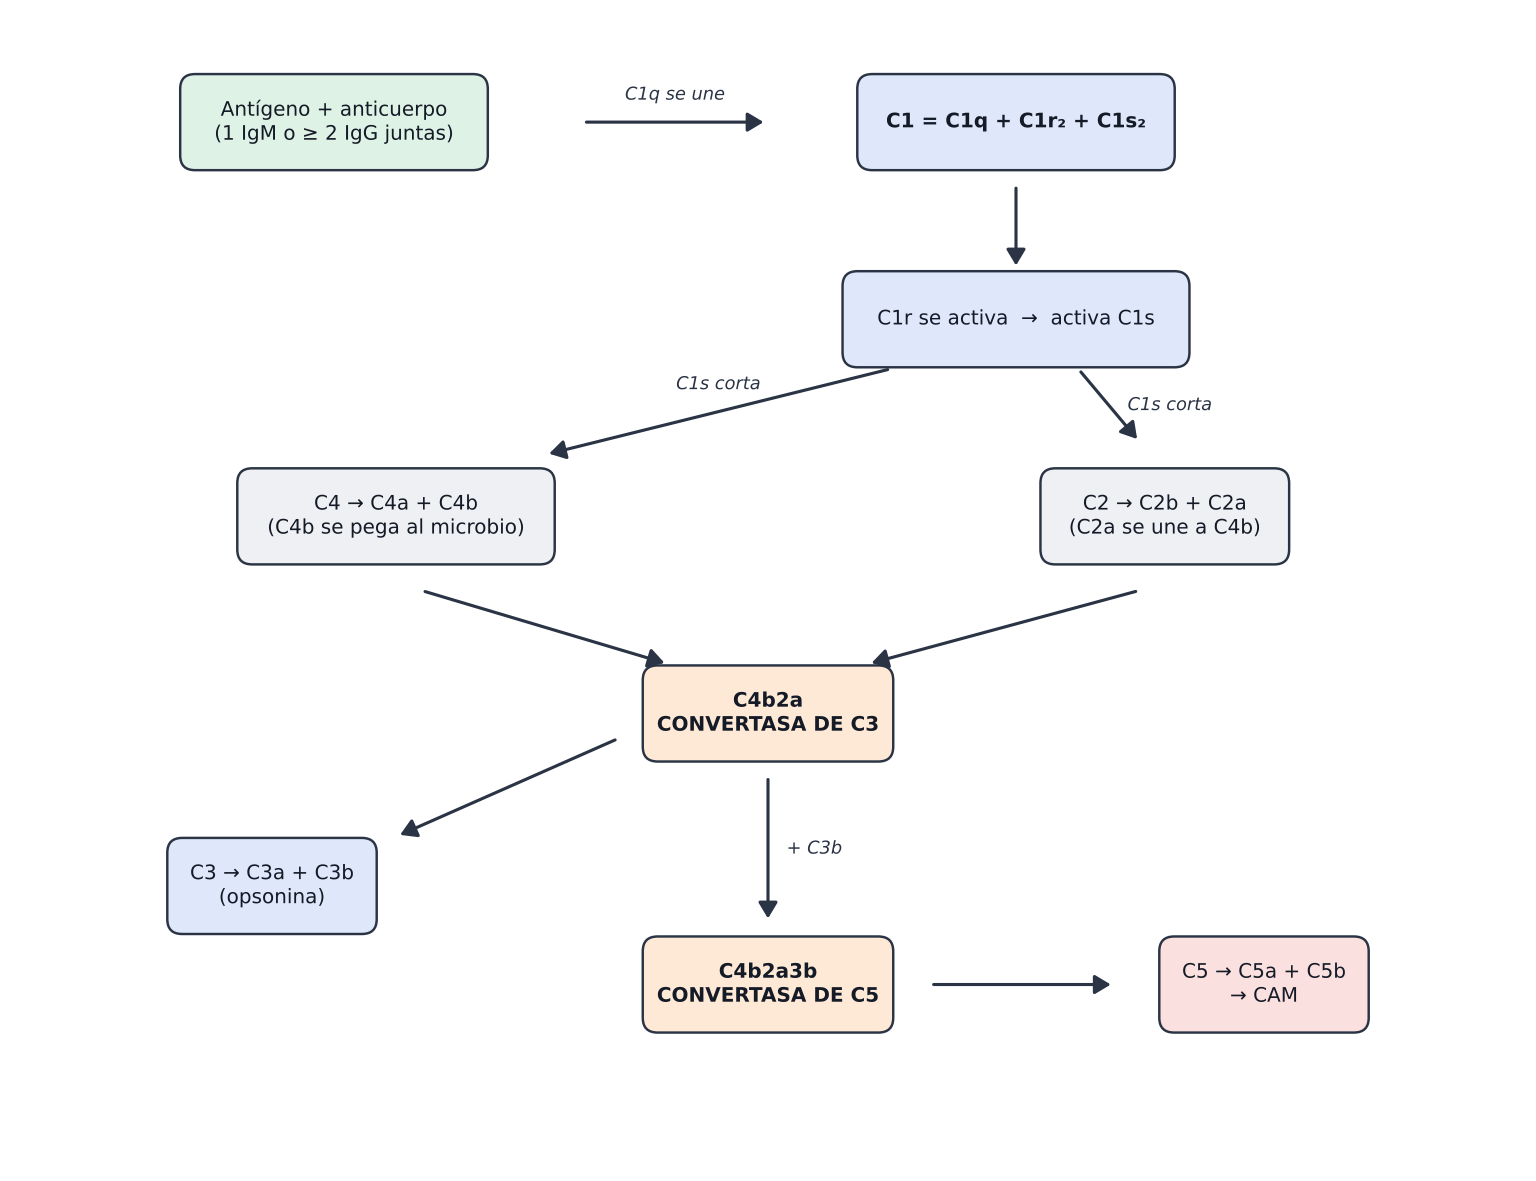 Antígeno + anticuerpo
(1 IgM o ≥ 2 IgG juntas)
C1q se une
C1 = C1q + C1r₂ + C1s₂
C1r se activa → activa C1s
C1s corta
C1s corta
C4 → C4a + C4b
(C4b se pega al microbio)
C2 → C2b + C2a
(C2a se une a C4b)
C4b2a
CONVERTASA DE C3
C3 → C3a + C3b
(opsonina)
+ C3b
C4b2a3b
CONVERTASA DE C5
C5 → C5a + C5b
→ CAM